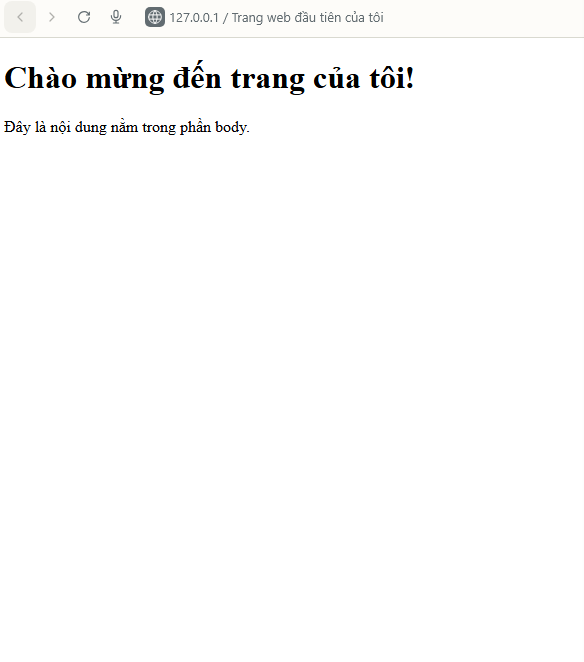 127.0.0.1 / Trang web đầu tiên của tôi
Chào mừng đến trang của tôi!
Đây là nội dung nằm trong phần body.